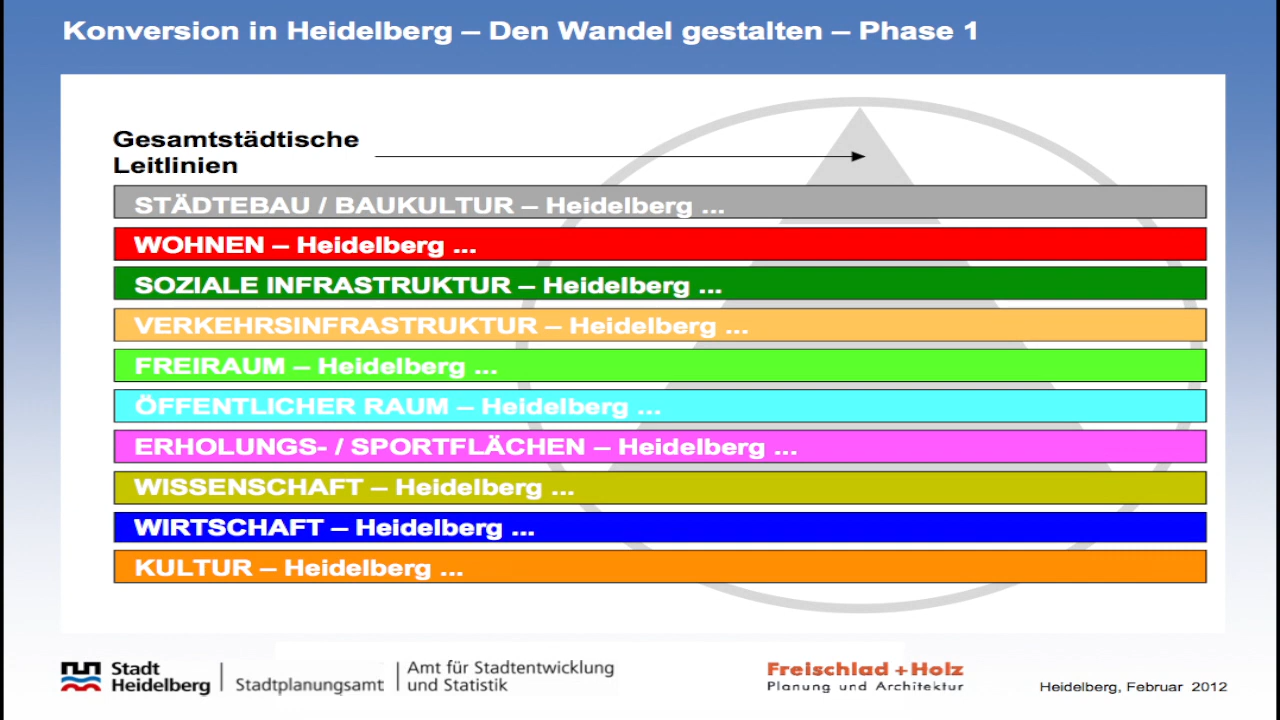 Konversion in Heidelberg – Den Wandel gestalten – Phase 1
Gesamtstädtische
Leitlinien
STÄDTEBAU / BAUKULTUR – Heidelberg ...
WOHNEN – Heidelberg ...
SOZIALE INFRASTRUKTUR – Heidelberg ...
VERKEHRSINFRASTRUKTUR – Heidelberg ...
FREIRAUM – Heidelberg ...
ÖFFENTLICHER RAUM – Heidelberg ...
ERHOLUNGS- / SPORTFLÄCHEN – Heidelberg ...
WISSENSCHAFT – Heidelberg ...
WIRTSCHAFT – Heidelberg ...
KULTUR – Heidelberg ...
Stadt
Heidelberg
Stadtplanungsamt
Amt für Stadtentwicklung
und Statistik
Freischlad + Holz
Planung und Architektur
Heidelberg, Februar 2012